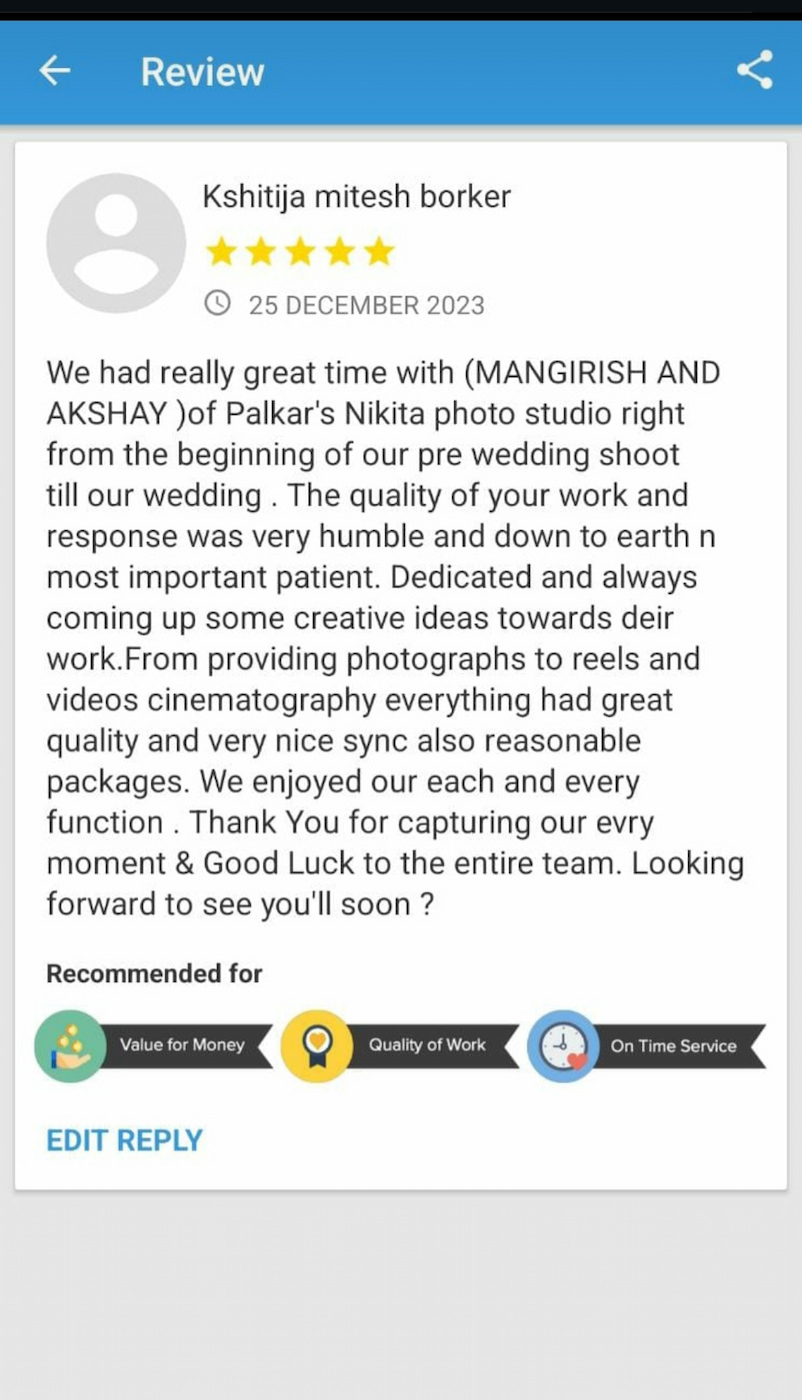 Review
Kshitija mitesh borker
25 DECEMBER 2023
We had really great time with (MANGIRISH AND
AKSHAY )of Palkar's Nikita photo studio right
from the beginning of our pre wedding shoot
till our wedding . The quality of your work and
response was very humble and down to earth n
most important patient. Dedicated and always
coming up some creative ideas towards deir
work.From providing photographs to reels and
videos cinematography everything had great
quality and very nice sync also reasonable
packages. We enjoyed our each and every
function . Thank You for capturing our evry
moment & Good Luck to the entire team. Looking
forward to see you'll soon ?
Recommended for
Value for Money Quality of Work On Time Service
EDIT REPLY